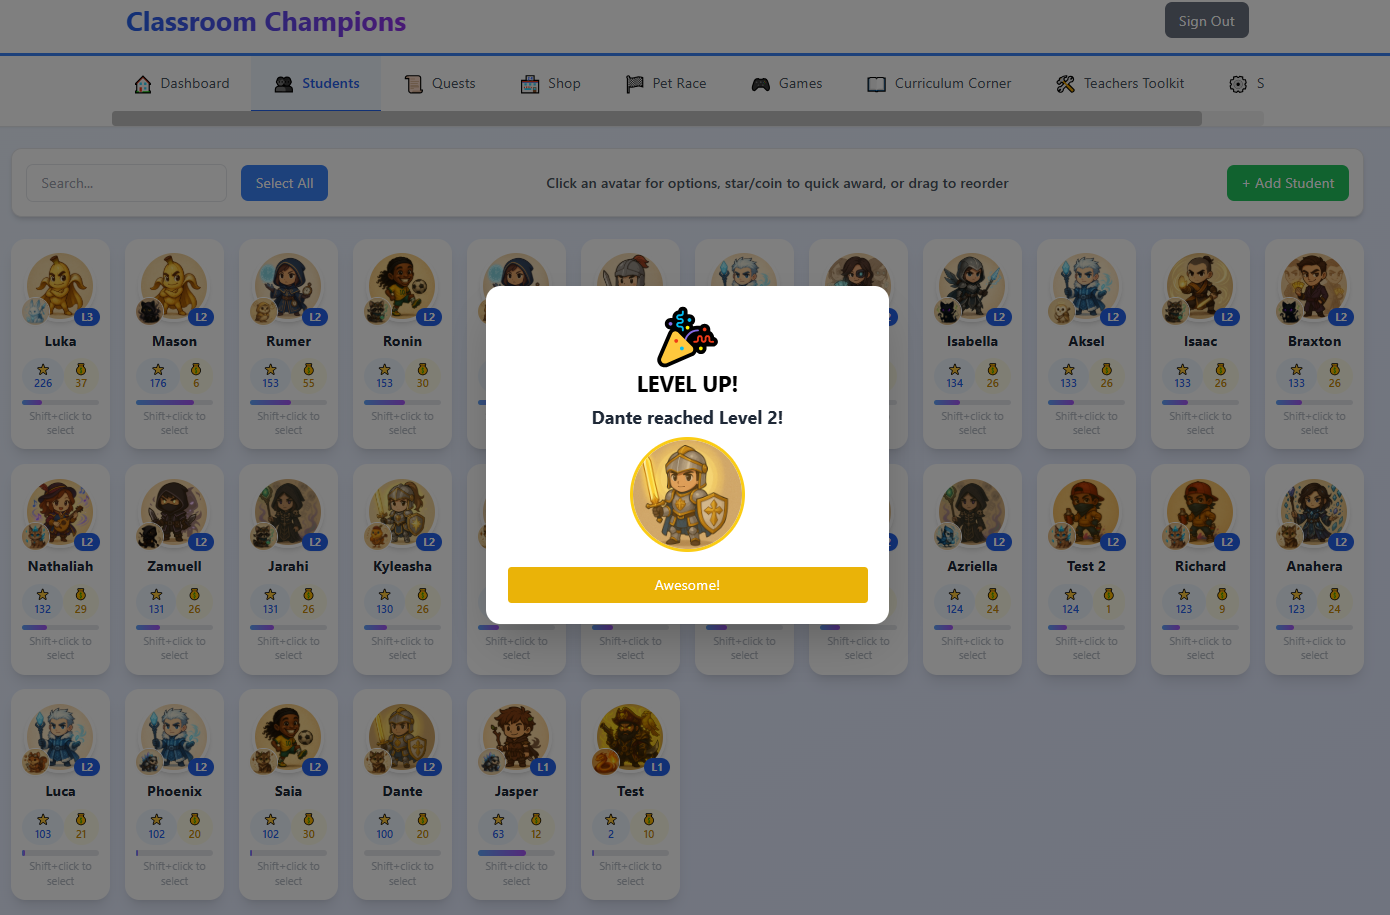 Classroom Champions
Sign Out
Dashboard
Students
Quests
Shop
Pet Race
Games
Curriculum Corner
Teachers Toolkit
S
Search...
Select All
Click an avatar for options, star/coin to quick award, or drag to reorder
+ Add Student
L3
L2
L2
L2
L2
L2
L2
L2
Luka
Mason
Rumer
Ronin
Isabella
Aksel
Isaac
Braxton
226 37
176 6
153 55
153 30
134 26
133 26
133 26
133 26
Shift+click to
select
Shift+click to
select
Shift+click to
select
Shift+click to
select
Shift+click to
select
Shift+click to
select
Shift+click to
select
Shift+click to
select
LEVEL UP!
Dante reached Level 2!
Awesome!
L2
L2
L2
L2
L2
L2
L2
L2
Nathaliah
Zamuell
Jarahi
Kyleasha
Azriella
Test 2
Richard
Anahera
132 29
131 26
131 26
130 26
124 24
124 1
123 9
123 24
Shift+click to
select
Shift+click to
select
Shift+click to
select
Shift+click to
select
Shift+click to
select
Shift+click to
select
Shift+click to
select
Shift+click to
select
Shift+click to
select
Shift+click to
select
Shift+click to
select
Shift+click to
select
L2
L2
L2
L2
L1
L1
Luca
Phoenix
Saia
Dante
Jasper
Test
103 21
102 20
102 30
100 20
63 12
2 10
Shift+click to
select
Shift+click to
select
Shift+click to
select
Shift+click to
select
Shift+click to
select
Shift+click to
select